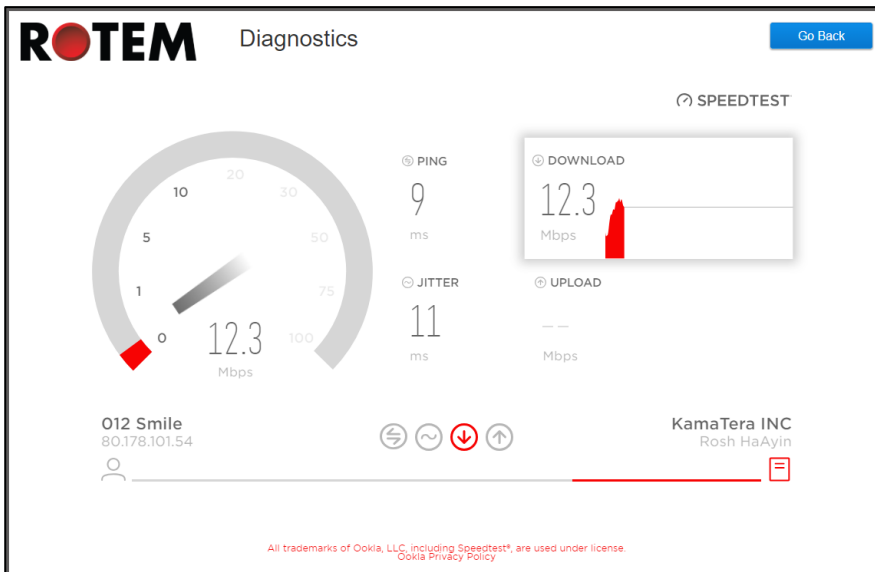 ROTEM
Diagnostics
Go Back
SPEEDTEST
PING
9
ms
DOWNLOAD
12.3
Mbps
JITTER
11
ms
UPLOAD
— —
Mbps
0
1
5
10
20
30
50
75
100
12.3
Mbps
012 Smile
80.178.101.54
KamaTera INC
Rosh HaAyin
All trademarks of Ookla, LLC, including Speedtest®, are used under license.
Ookla Privacy Policy